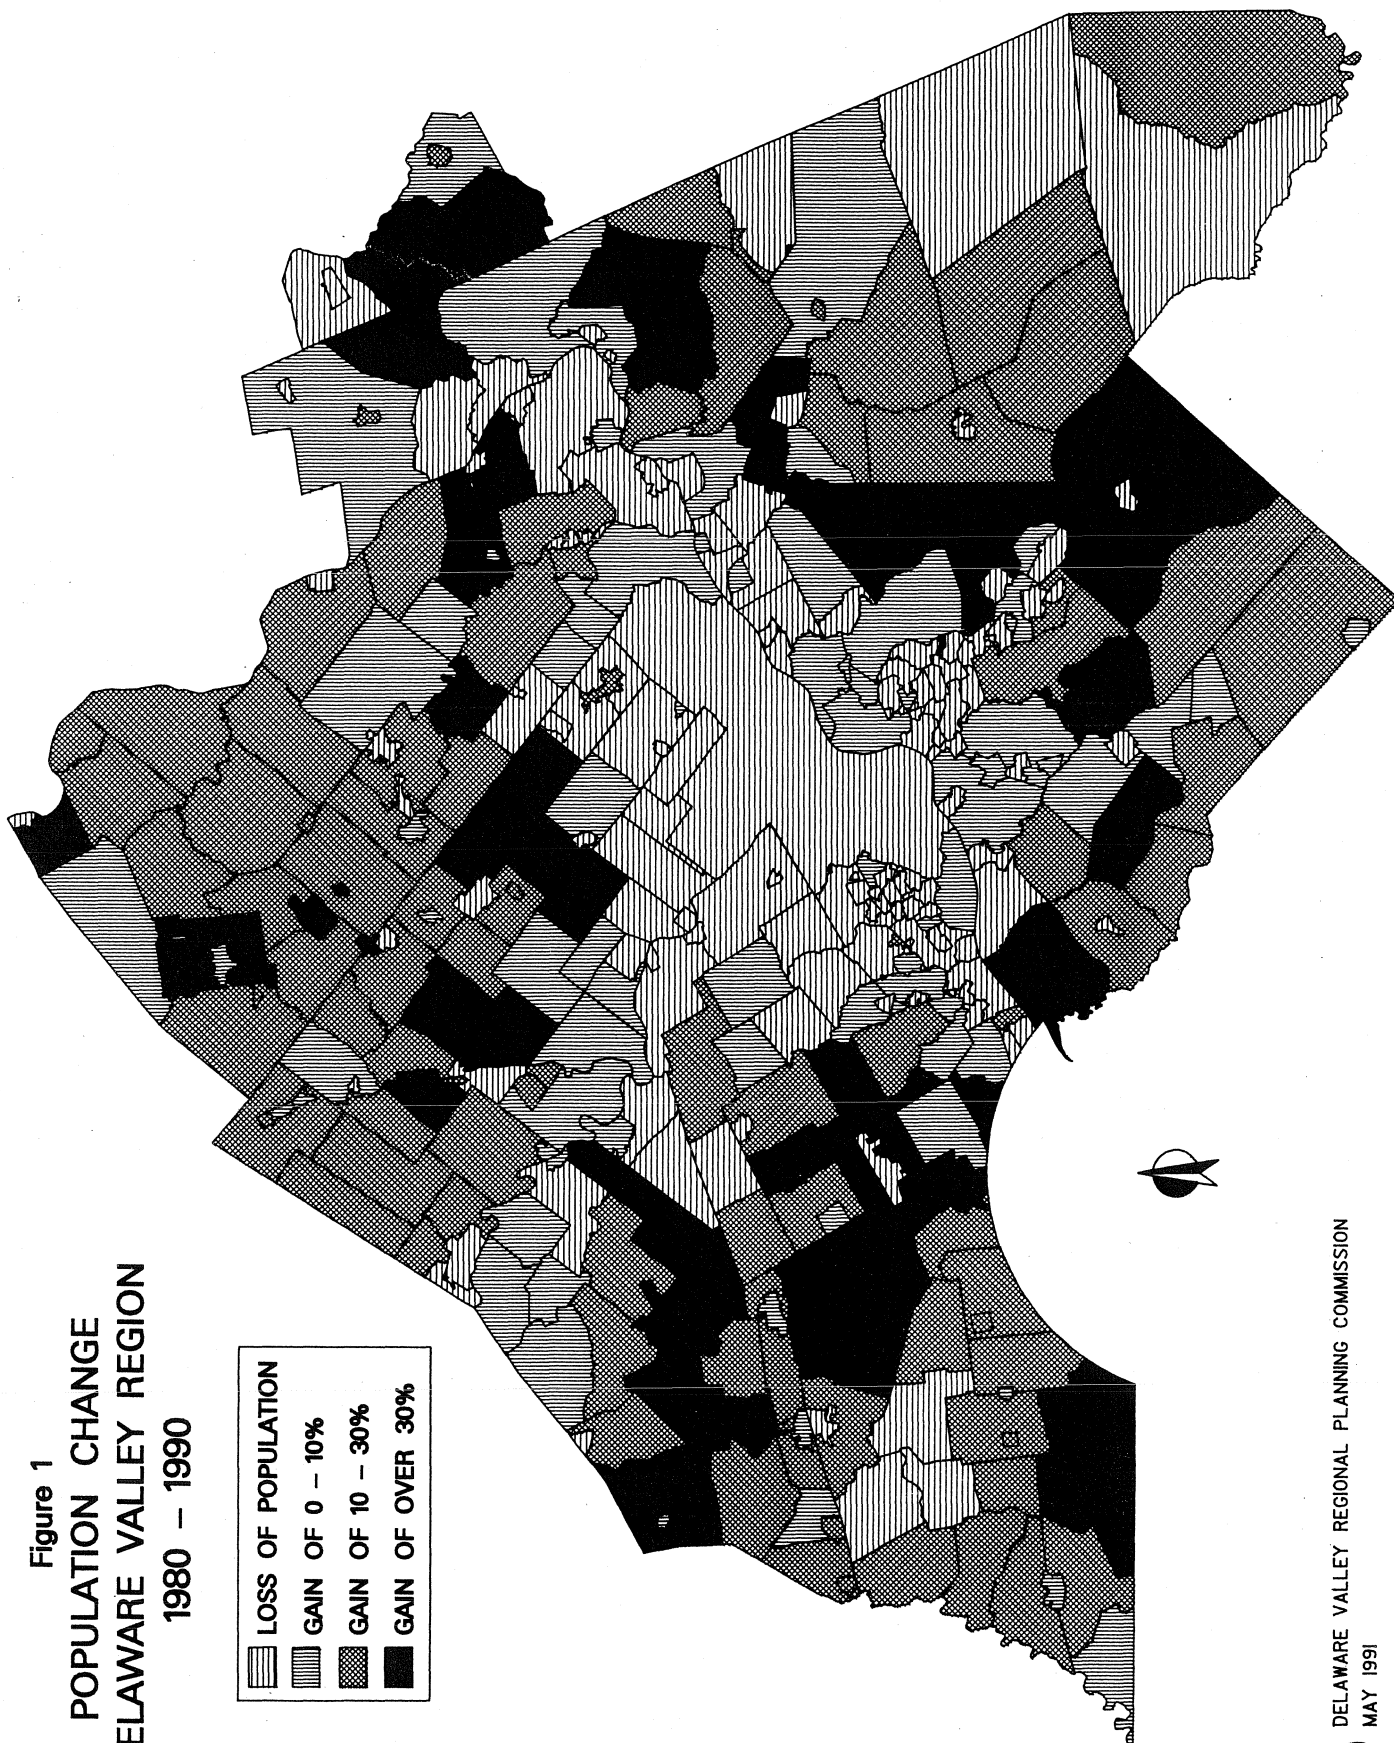 Figure 1
POPULATION CHANGE
ELAWARE VALLEY REGION
1980 – 1990
LOSS OF POPULATION
GAIN OF 0 – 10%
GAIN OF 10 – 30%
GAIN OF OVER 30%
DELAWARE VALLEY REGIONAL PLANNING COMMISSION
MAY 1991